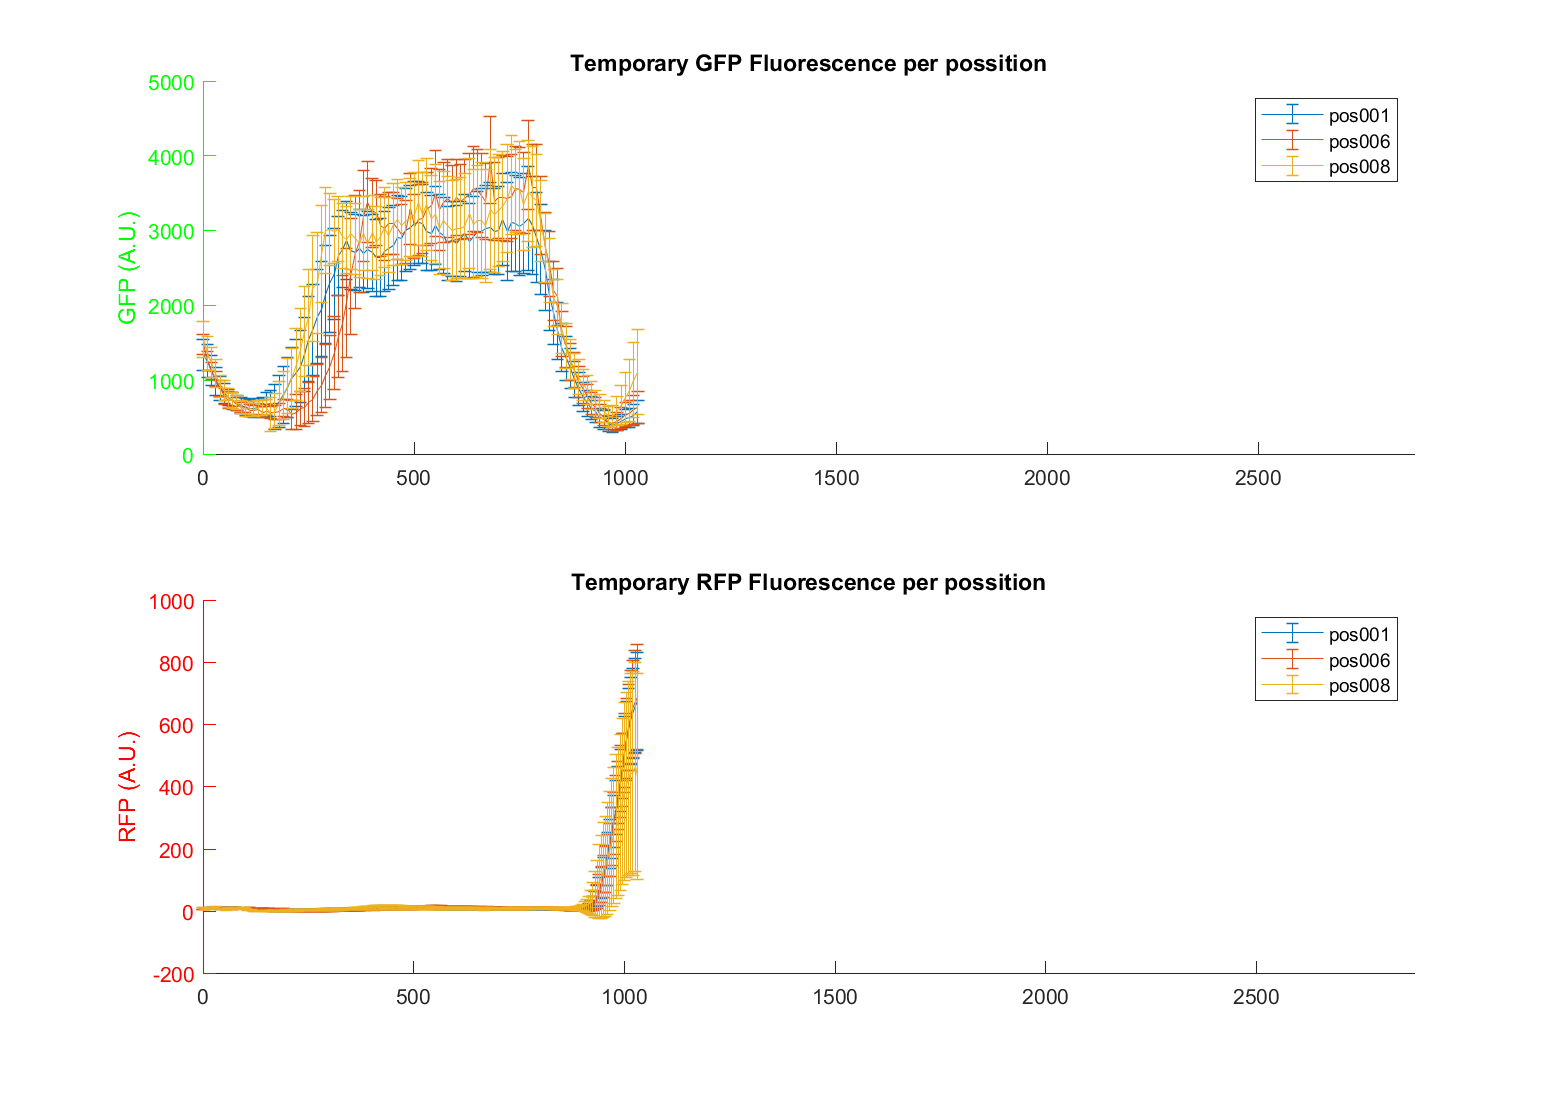 Temporary GFP Fluorescence per possition
GFP (A.U.)
5000
4000
3000
2000
1000
0
0 500 1000 1500 2000 2500
pos001
pos006
pos008
Temporary RFP Fluorescence per possition
RFP (A.U.)
1000
800
600
400
200
0
-200
0 500 1000 1500 2000 2500
pos001
pos006
pos008